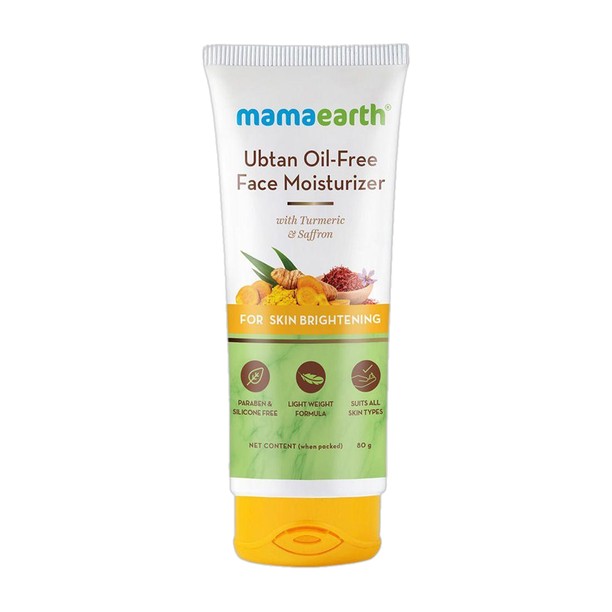 mamaearth®
Ubtan Oil-Free
Face Moisturizer
with Turmeric
& Saffron
FOR SKIN BRIGHTENING
PARABEN &
SILICONE FREE
LIGHT WEIGHT
FORMULA
SUITS ALL
SKIN TYPES
NET CONTENT (when packed) 80 g